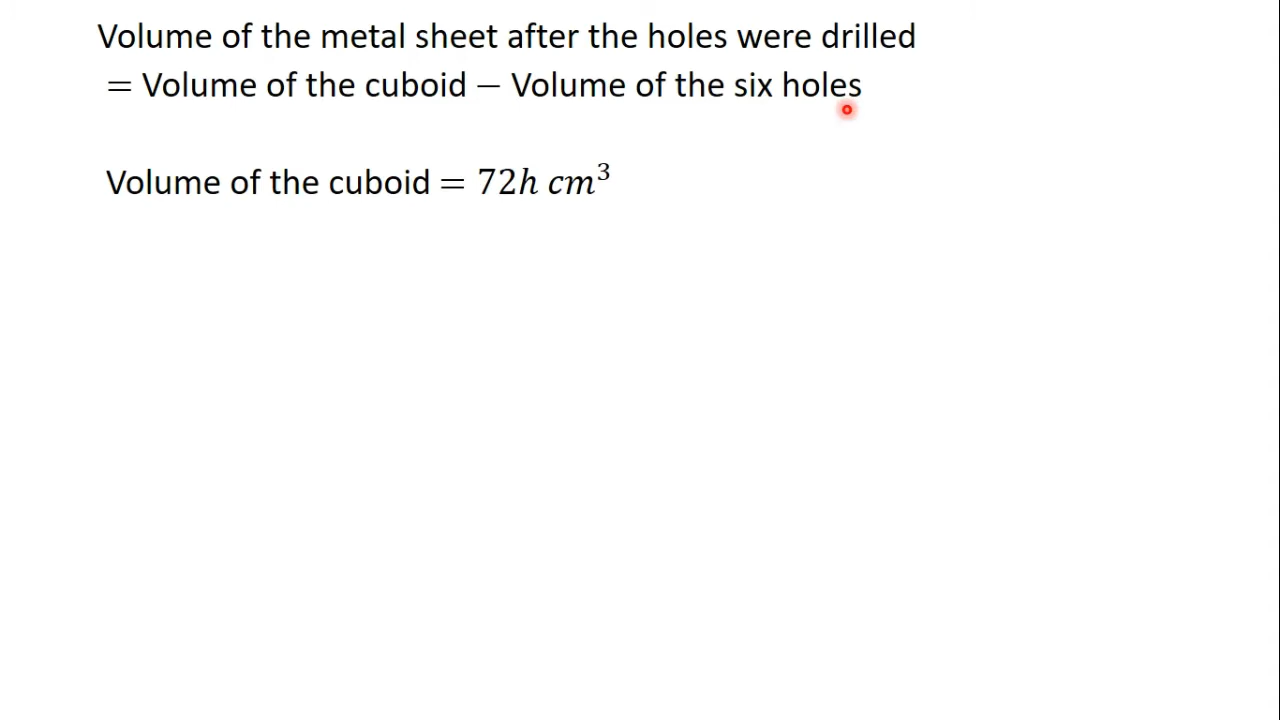 Volume of the metal sheet after the holes were drilled
= Volume of the cuboid − Volume of the six holes
Volume of the cuboid = 72h cm³